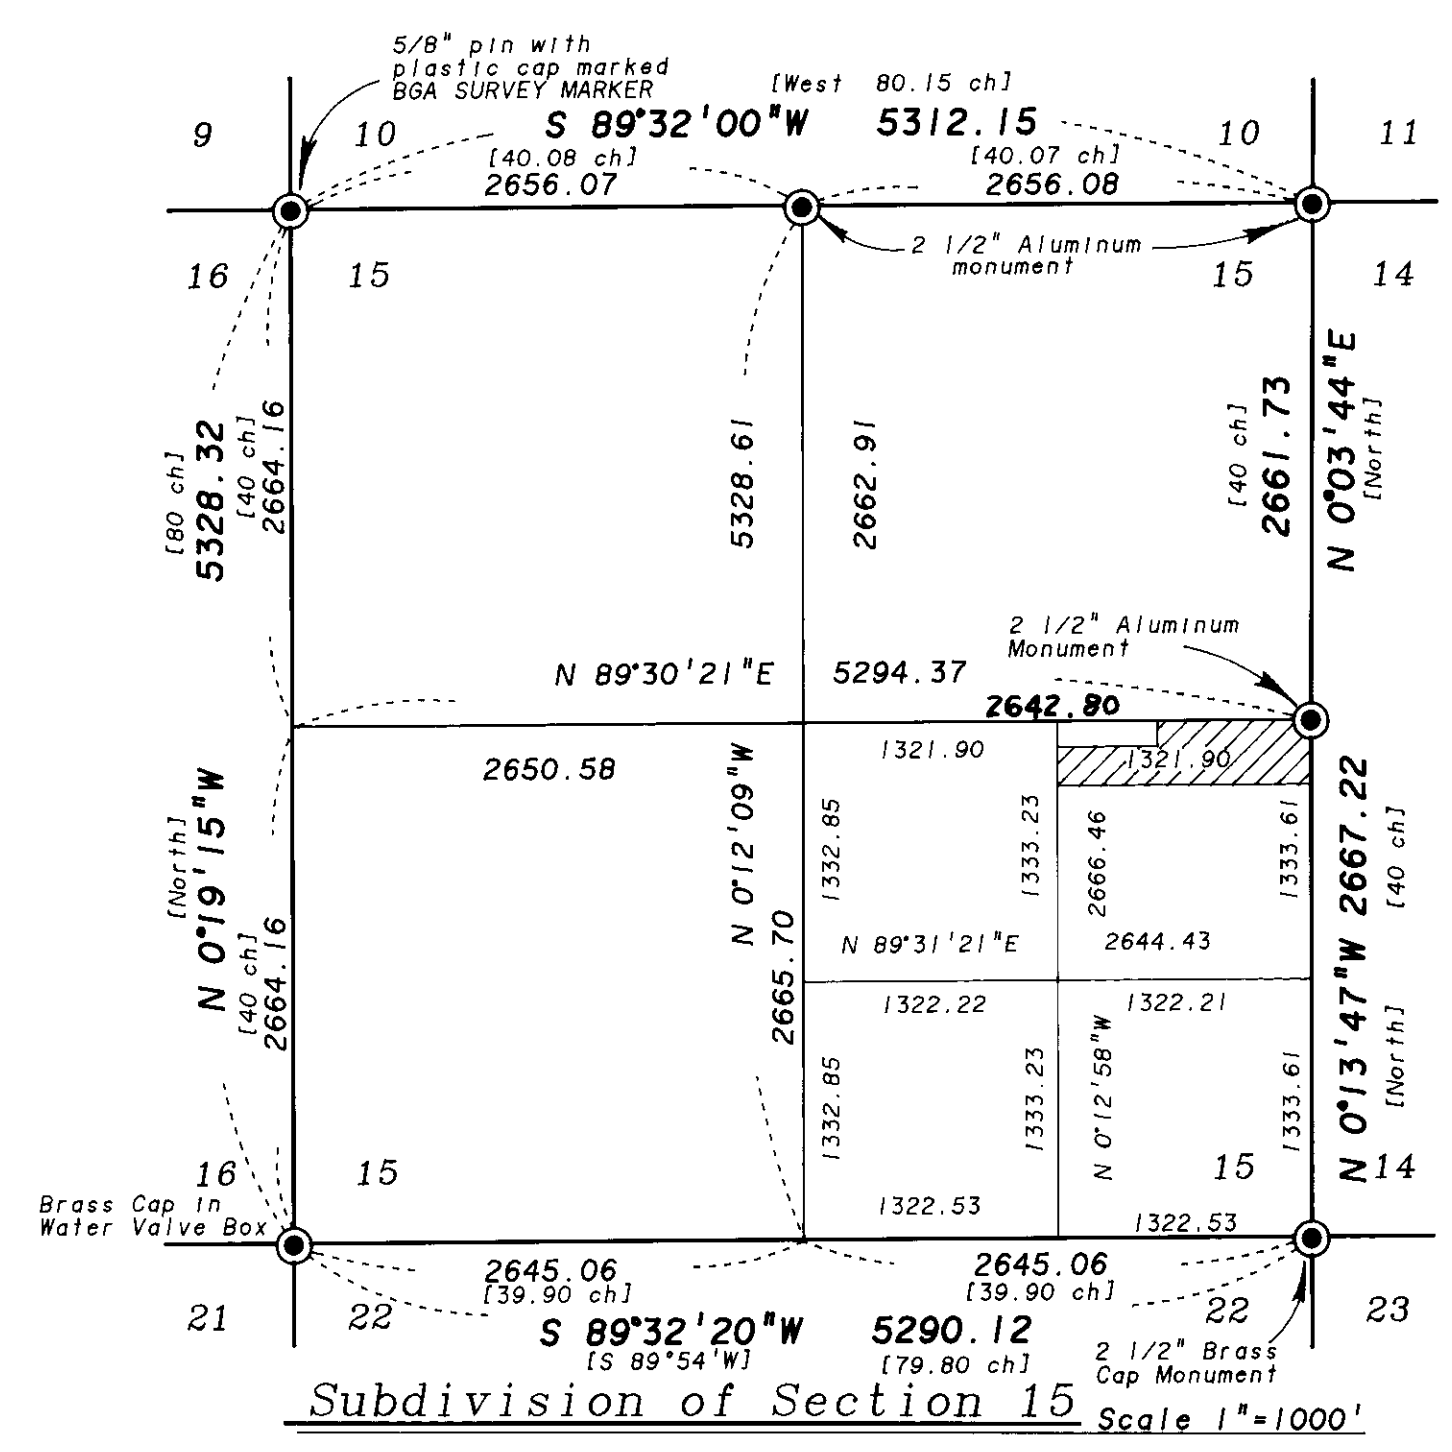 5/8" pin with
plastic cap marked
BGA SURVEY MARKER
[West 80.15 ch]
S 89°32'00"W 5312.15
9
10
10
11
[40.08 ch]
[40.07 ch]
2656.07
2656.08
2 1/2" Aluminum
monument
16
15
15
14
[80 ch]
5328.32
[40 ch]
2664.16
5328.61
2662.91
[40 ch]
2661.73
N 0°03'44"E
[North]
2 1/2" Aluminum
Monument
N 89°30'21"E 5294.37
2642.80
2650.58
1321.90
1321.90
[North]
N 0°19'15"W
[40 ch]
2664.16
N 0°12'09"W
2665.70
1332.85
1333.23
2666.46
1333.61
N 0°13'47"W 2667.22
[North] [40 ch]
N 89°31'21"E 2644.43
1322.22
1322.21
1332.85
1333.23
N 0°12'58"W
1333.61
16
15
15
14
Brass Cap in
Water Valve Box
1322.53
1322.53
2645.06
[39.90 ch]
2645.06
[39.90 ch]
21
22
22
23
S 89°32'20"W 5290.12
[S 89°54'W] [79.80 ch]
2 1/2" Brass
Cap Monument
Subdivision of Section 15
Scale 1"=1000'